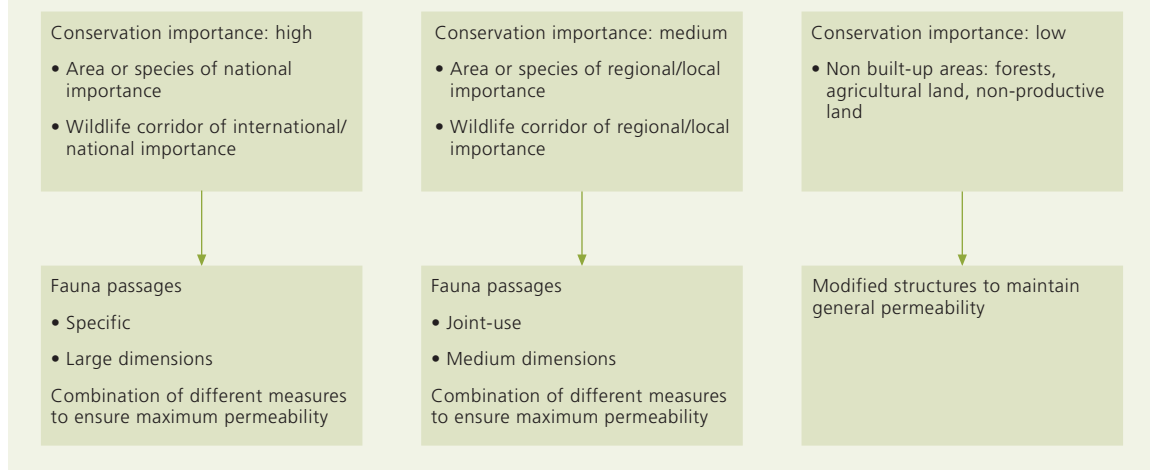 Conservation importance: high
• Area or species of national
importance
• Wildlife corridor of international/
national importance
Conservation importance: medium
• Area or species of regional/local
importance
• Wildlife corridor of regional/local
importance
Conservation importance: low
• Non built-up areas: forests,
agricultural land, non-productive
land
Fauna passages
• Specific
• Large dimensions
Combination of different measures
to ensure maximum permeability
Fauna passages
• Joint-use
• Medium dimensions
Combination of different measures
to ensure maximum permeability
Modified structures to maintain
general permeability